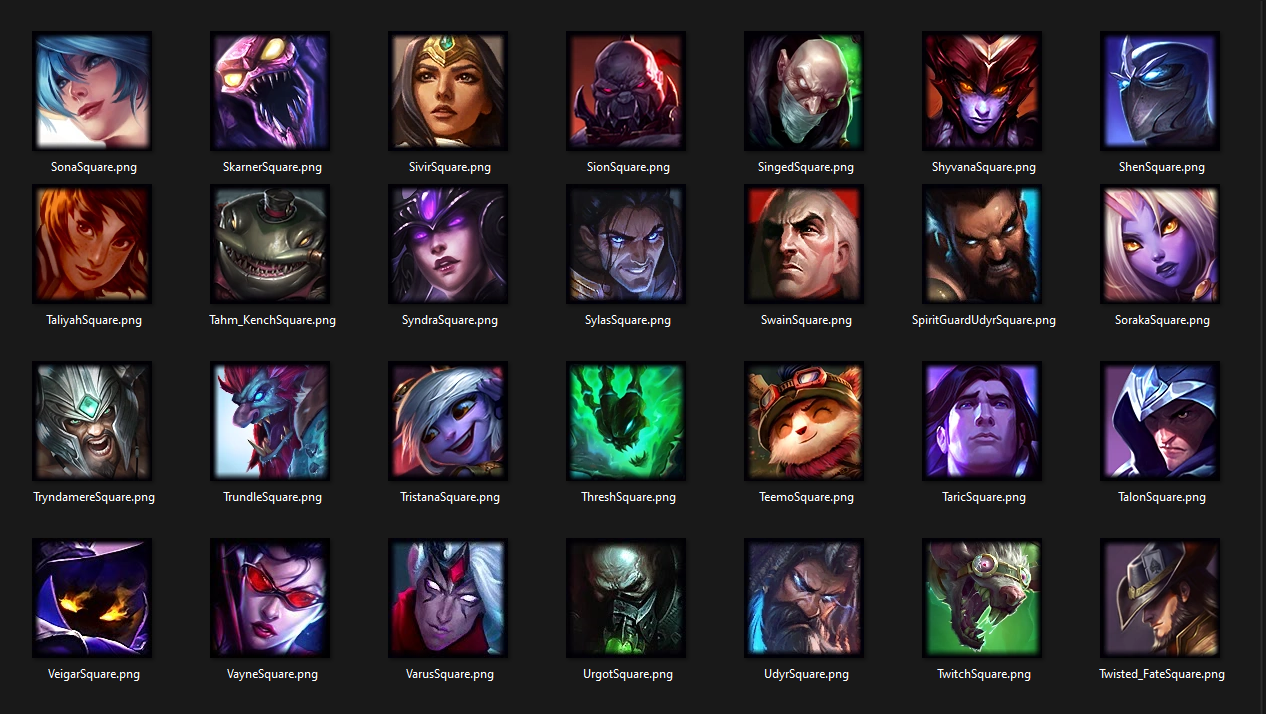 SonaSquare.png
SkarnerSquare.png
SivirSquare.png
SionSquare.png
SingedSquare.png
ShyvanaSquare.png
ShenSquare.png
TaliyahSquare.png
Tahm_KenchSquare.png
SyndraSquare.png
SylasSquare.png
SwainSquare.png
SpiritGuardUdyrSquare.png
SorakaSquare.png
TryndamereSquare.png
TrundleSquare.png
TristanaSquare.png
ThreshSquare.png
TeemoSquare.png
TaricSquare.png
TalonSquare.png
VeigarSquare.png
VayneSquare.png
VarusSquare.png
UrgotSquare.png
UdyrSquare.png
TwitchSquare.png
Twisted_FateSquare.png